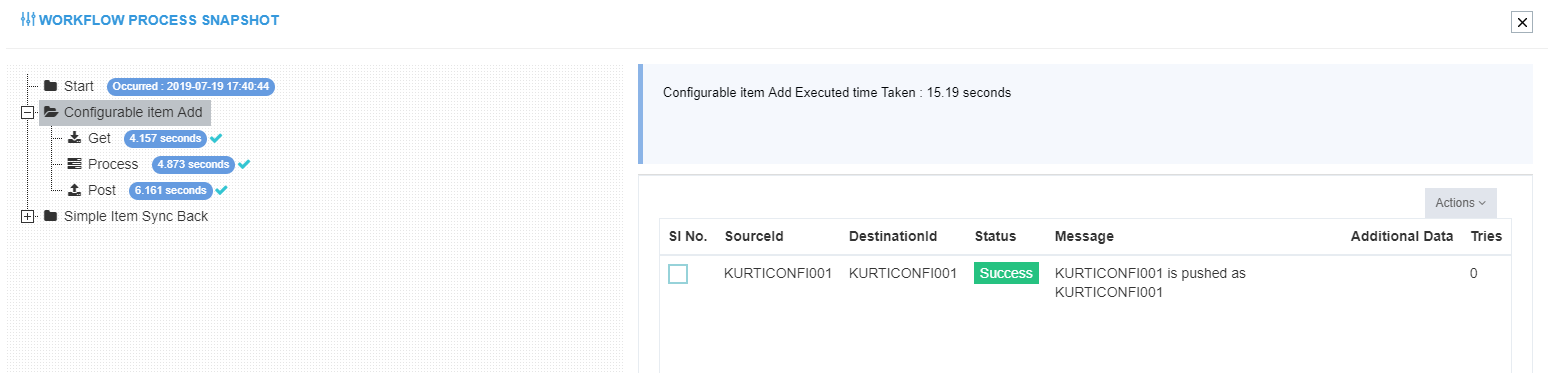 WORKFLOW PROCESS SNAPSHOT
Start Occurred : 2019-07-19 17:40:44
Configurable item Add
Get 4.157 seconds
Process 4.873 seconds
Post 6.161 seconds
Simple Item Sync Back
Configurable item Add Executed time Taken : 15.19 seconds
Actions
Sl No. SourceId DestinationId Status Message Additional Data Tries
KURTICONFI001 KURTICONFI001 Success KURTICONFI001 is pushed as 0
KURTICONFI001